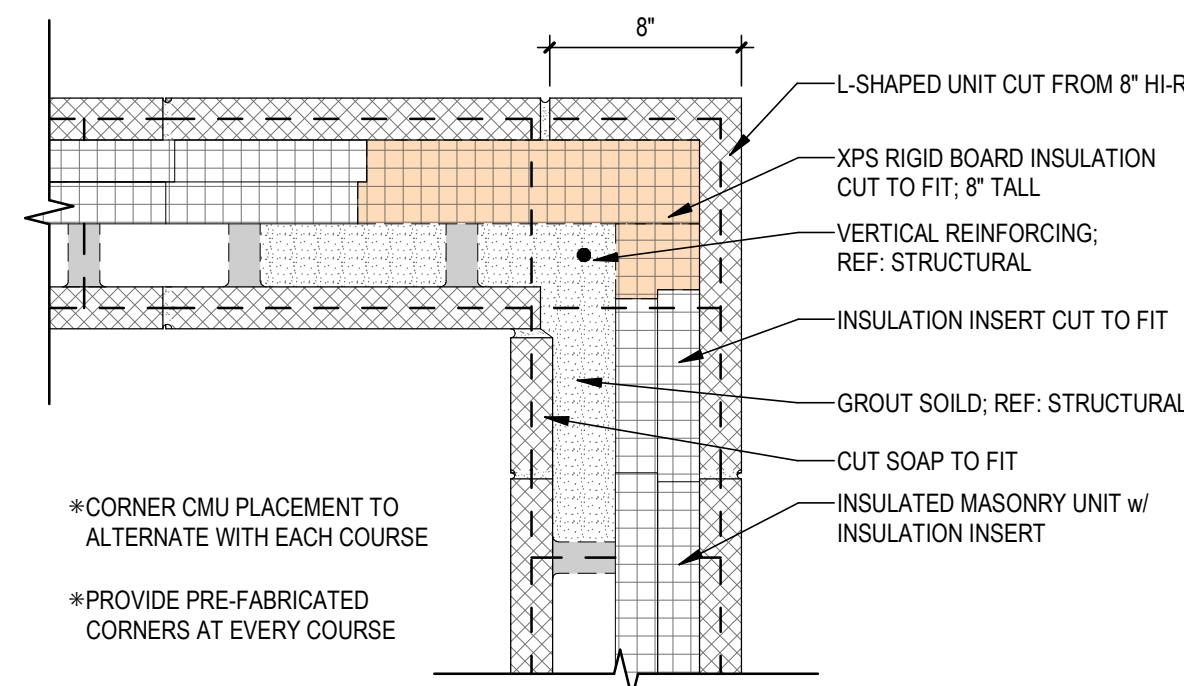 8"
L-SHAPED UNIT CUT FROM 8" HI-R
XPS RIGID BOARD INSULATION
CUT TO FIT; 8" TALL
VERTICAL REINFORCING;
REF: STRUCTURAL
INSULATION INSERT CUT TO FIT
GROUT SOILD; REF: STRUCTURAL
CUT SOAP TO FIT
INSULATED MASONRY UNIT w/
INSULATION INSERT
*CORNER CMU PLACEMENT TO
ALTERNATE WITH EACH COURSE
*PROVIDE PRE-FABRICATED
CORNERS AT EVERY COURSE